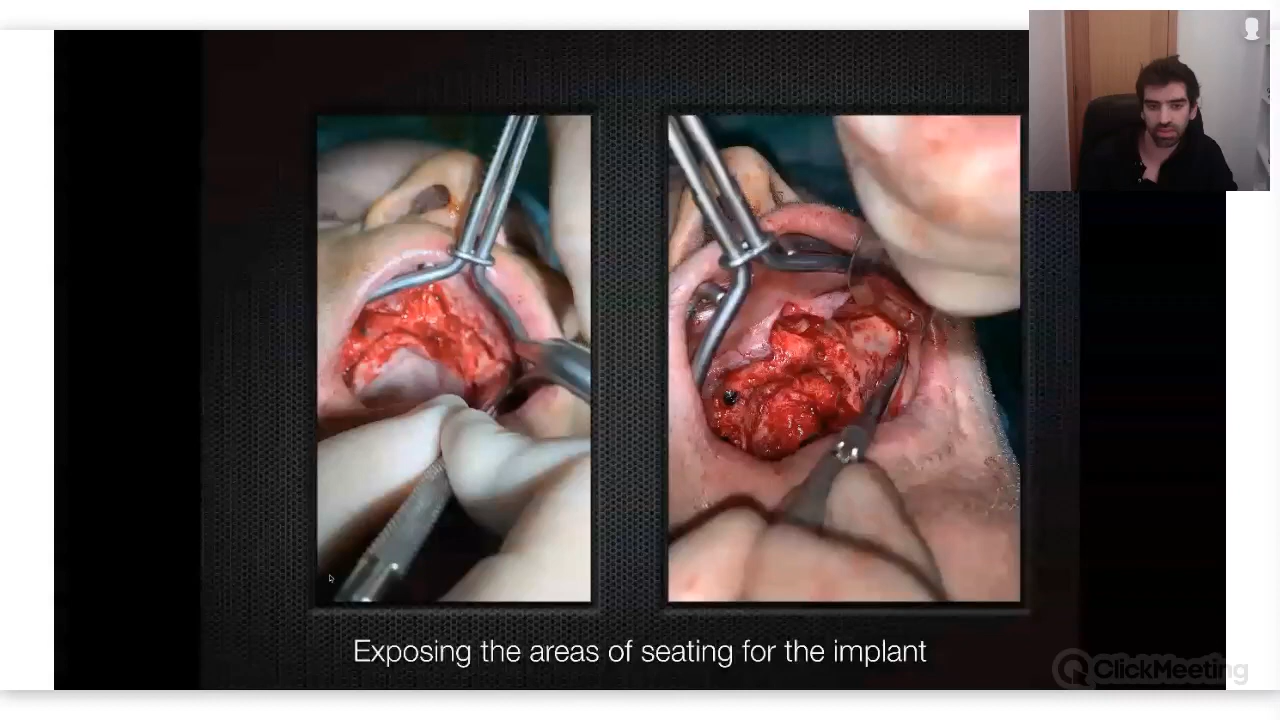 Exposing the areas of seating for the implant
ClickMeeting